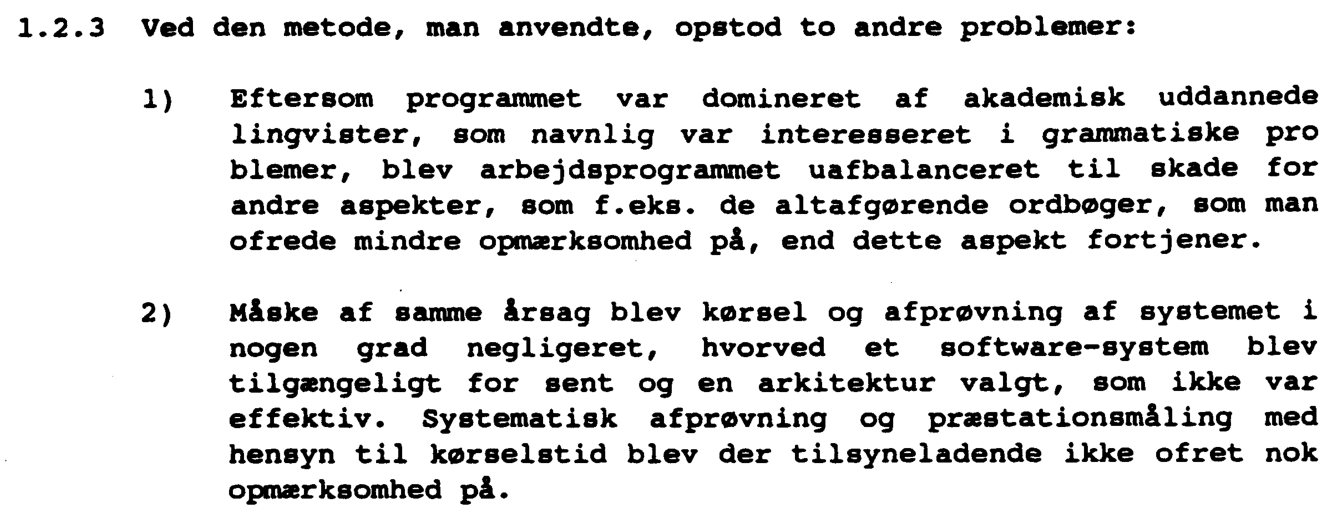 1.2.3 Ved den metode, man anvendte, opstod to andre problemer:
1) Eftersom programmet var domineret af akademisk uddannede
lingvister, som navnlig var interesseret i grammatiske pro
blemer, blev arbejdsprogrammet uafbalanceret til skade for
andre aspekter, som f.eks. de altafgørende ordbøger, som man
ofrede mindre opmærksomhed på, end dette aspekt fortjener.
2) Måske af samme årsag blev kørsel og afprøvning af systemet i
nogen grad negligeret, hvorved et software-system blev
tilgængeligt for sent og en arkitektur valgt, som ikke var
effektiv. Systematisk afprøvning og præstationsmåling med
hensyn til kørselstid blev der tilsyneladende ikke ofret nok
opmærksomhed på.